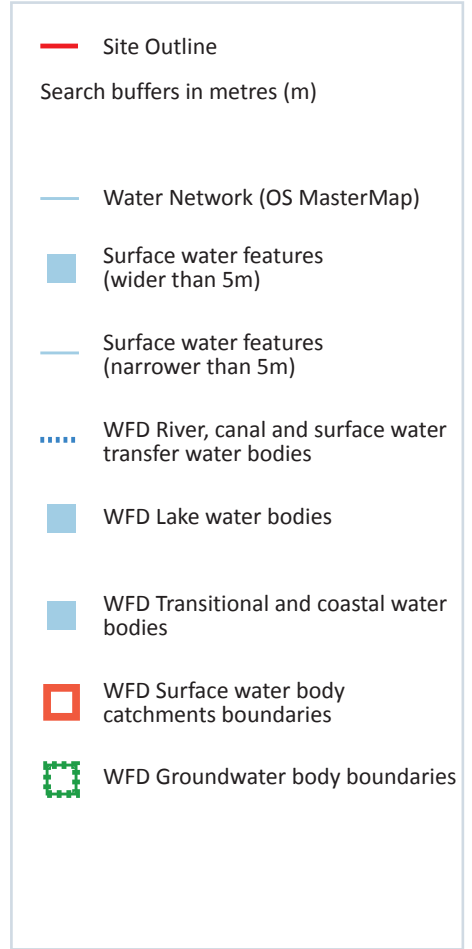 Site Outline
Search buffers in metres (m)
Water Network (OS MasterMap)
Surface water features
(wider than 5m)
Surface water features
(narrower than 5m)
WFD River, canal and surface water
transfer water bodies
WFD Lake water bodies
WFD Transitional and coastal water
bodies
WFD Surface water body
catchments boundaries
WFD Groundwater body boundaries